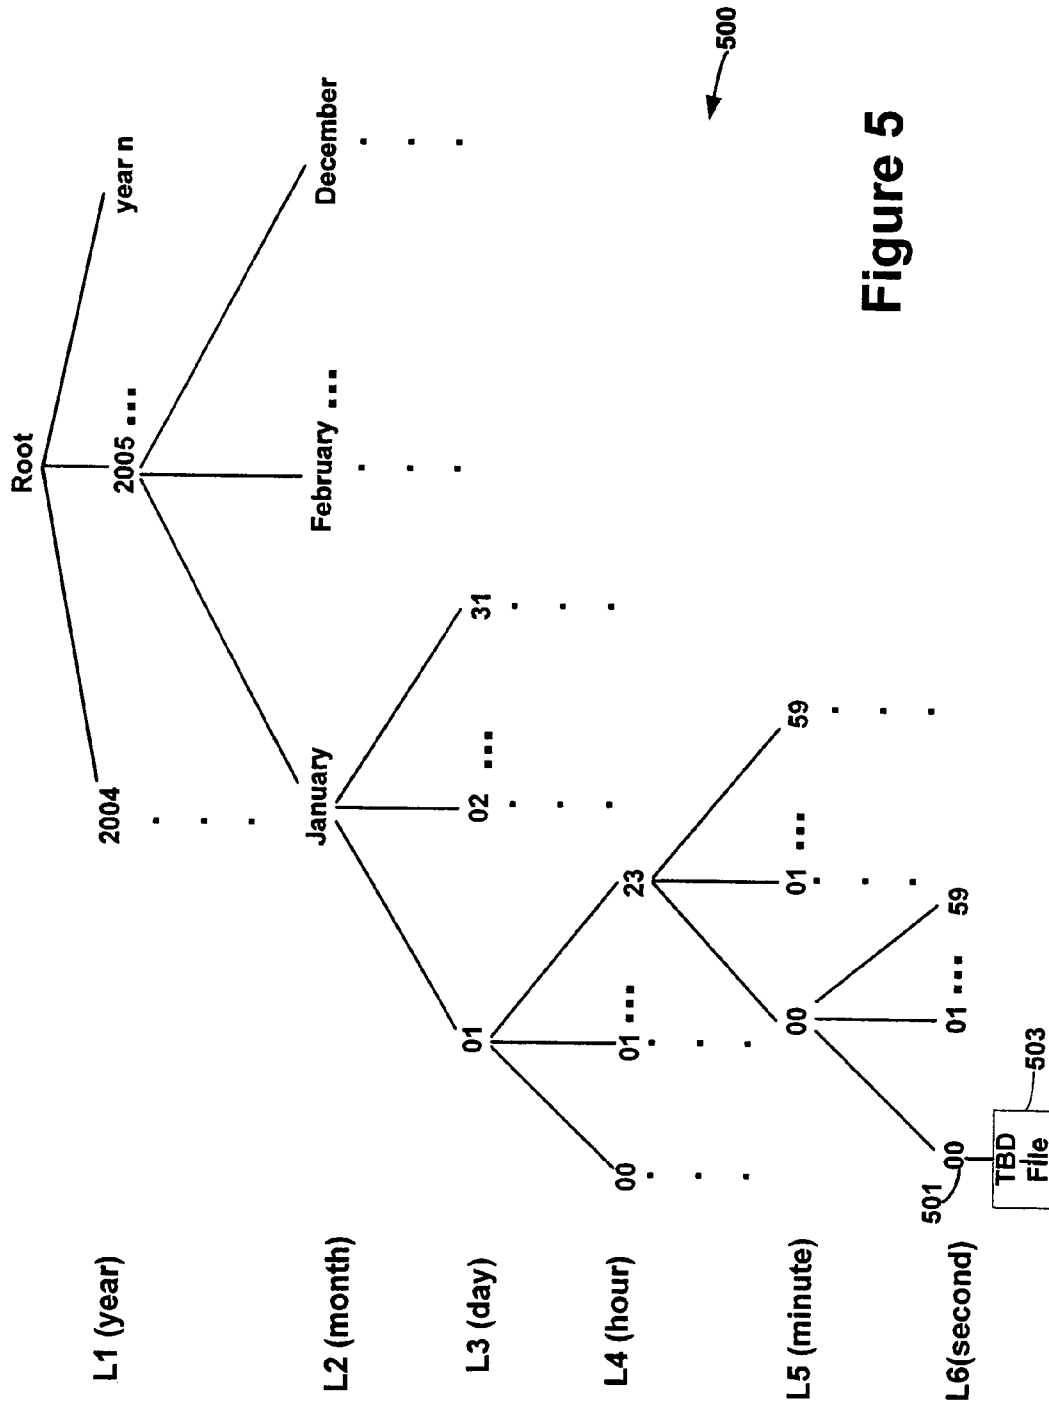 Root
L1 (year)
2004
2005 ...
year n
L2 (month)
January
February ...
December
L3 (day)
01
02 ...
31
L4 (hour)
00
01 ...
23
L5 (minute)
00
01 ...
59
L6(second)
501
00
01 ...
59
TBD
File
503
500
Figure 5